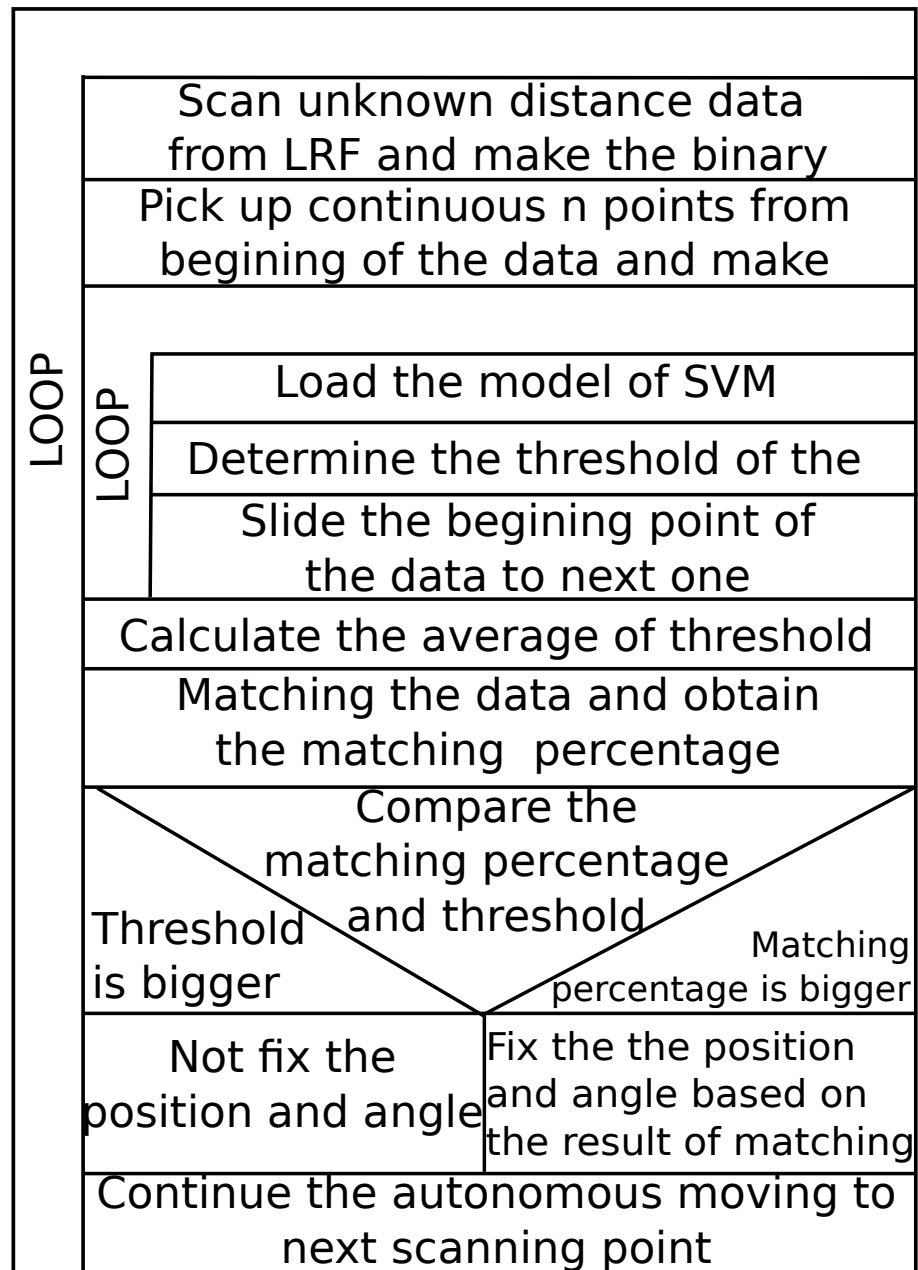 Scan unknown distance data
from LRF and make the binary
Pick up continuous n points from
begining of the data and make
LOOP
LOOP
Load the model of SVM
Determine the threshold of the
Slide the begining point of
the data to next one
Calculate the average of threshold
Matching the data and obtain
the matching percentage
Compare the
matching percentage
and threshold
Threshold
is bigger
Matching
percentage is bigger
Not fix the
position and angle
Fix the the position
and angle based on
the result of matching
Continue the autonomous moving to
next scanning point